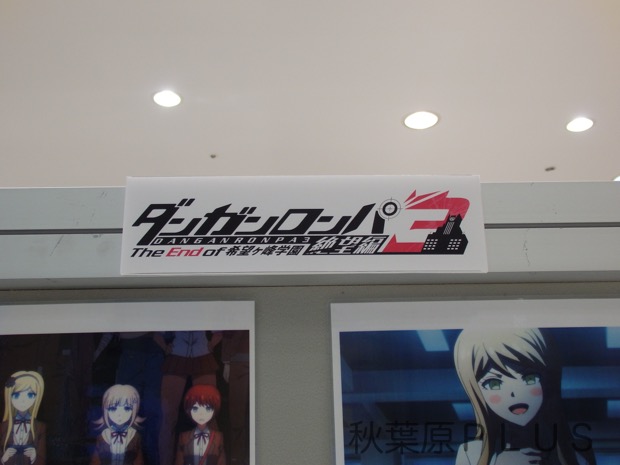 ダンガンロンパ3
DANGANRONPA3
The End of 希望ヶ峰学園 絶望編
秋葉原PLUS